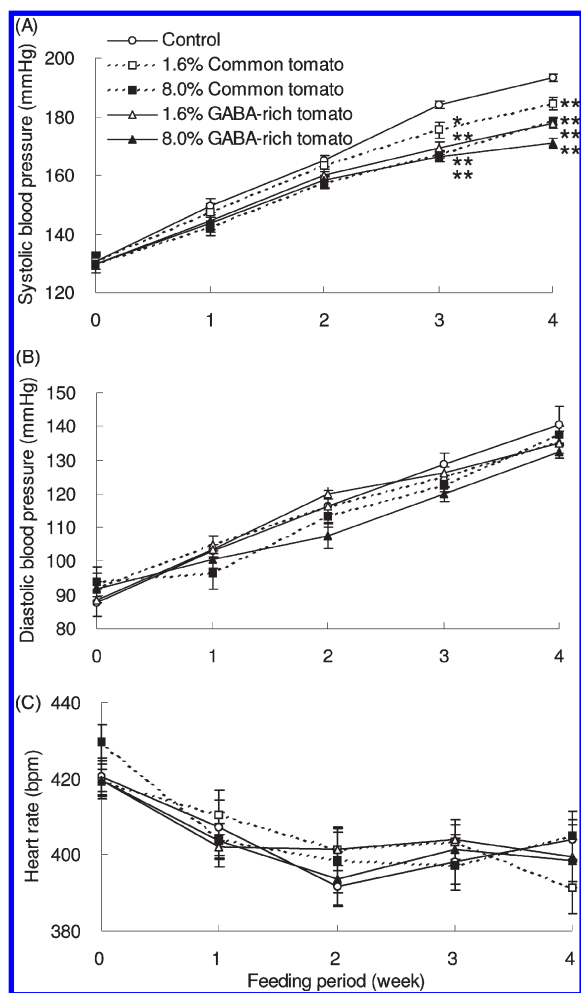 (A)
Control
1.6% Common tomato
8.0% Common tomato
1.6% GABA-rich tomato
8.0% GABA-rich tomato
Systolic blood pressure (mmHg)
200
180
160
140
120
*
**
**
**
**
**
**
**
0 1 2 3 4
(B)
Diastolic blood pressure (mmHg)
150
140
130
120
110
100
90
80
0 1 2 3 4
(C)
Heart rate (bpm)
440
420
400
380
0 1 2 3 4
Feeding period (week)